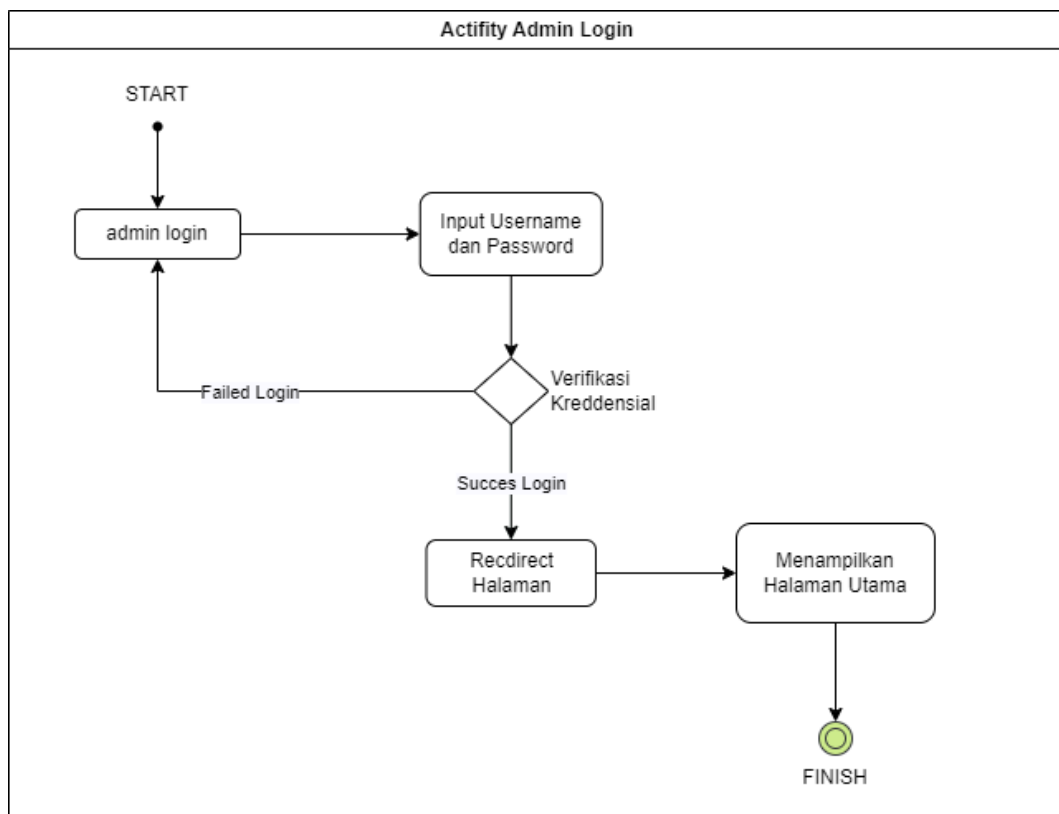 Actifity Admin Login
START
admin login
Input Username
dan Password
Verifikasi
Kreddensial
Failed Login
Succes Login
Recdirect
Halaman
Menampilkan
Halaman Utama
FINISH